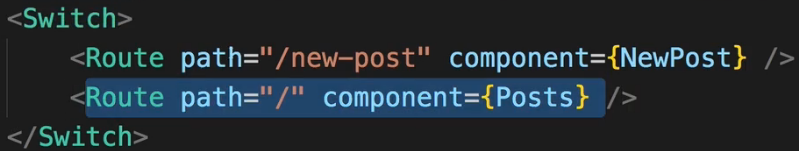 <Switch>
<Route path="/new-post" component={NewPost} />
<Route path="/" component={Posts} />
</Switch>